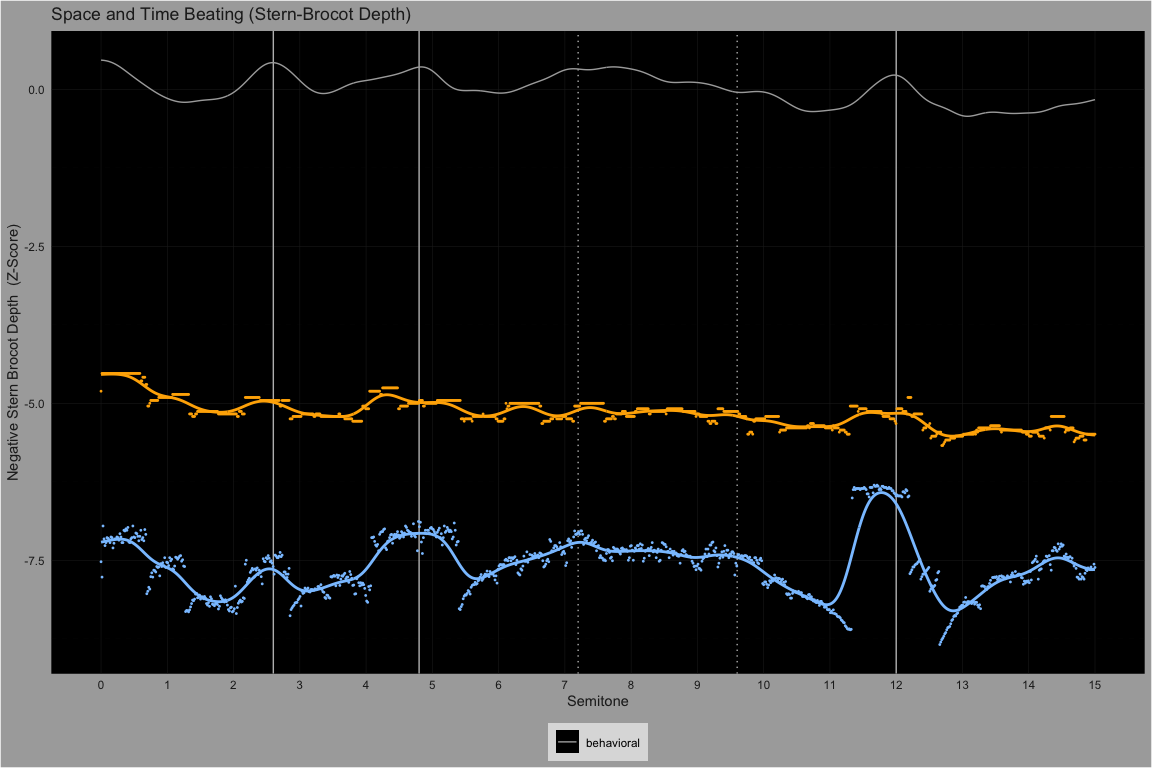 Space and Time Beating (Stern-Brocot Depth)
Negative Stern Brocot Depth (Z-Score)
0.0
-2.5
-5.0
-7.5
0 1 2 3 4 5 6 7 8 9 10 11 12 13 14 15
Semitone
behavioral